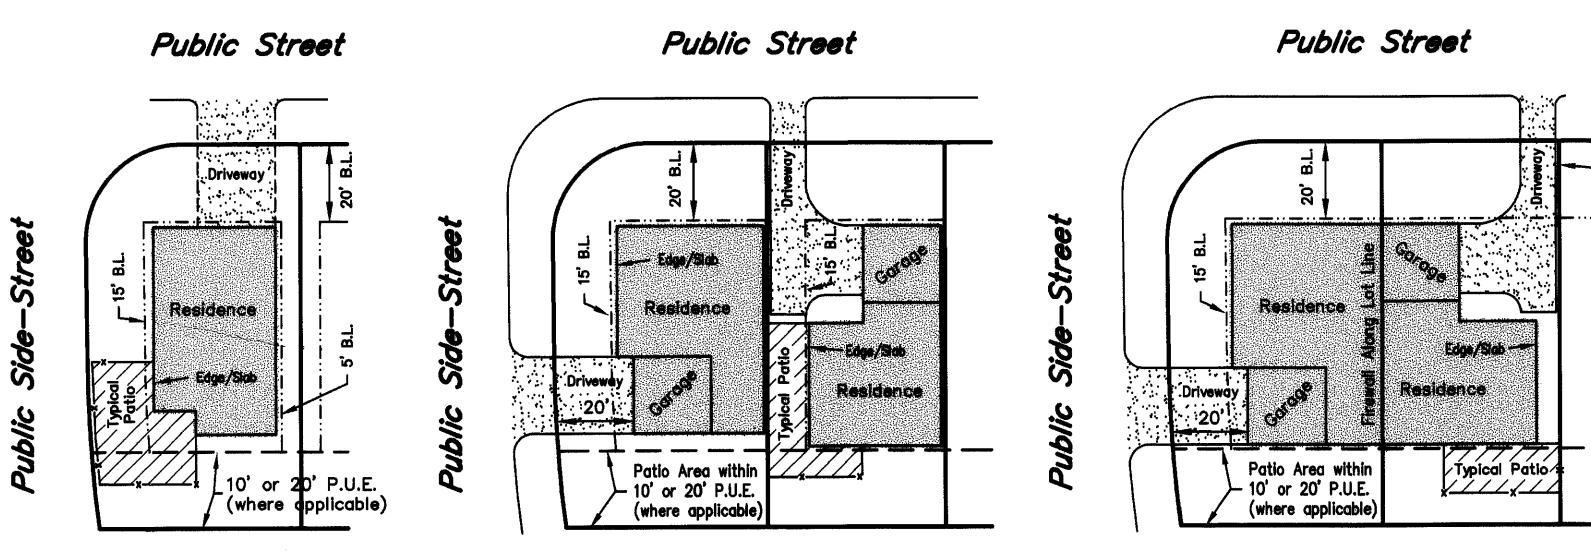 Public Street
Public Side-Street
Driveway
20' B.L.
15' B.L.
Residence
5' B.L.
Edge/Slab
Typical
Patio
10' or 20' P.U.E.
(where applicable)
Public Street
Public Side-Street
Driveway
20' B.L.
15' B.L.
15' B.L.
Edge/Slab
Garage
Residence
Edge/Slab
Driveway
20'
Garage
Typical Patio
Residence
Patio Area within
10' or 20' P.U.E.
(where applicable)
Public Street
Public Side-Street
Driveway
20' B.L.
15' B.L.
Garage
Residence
Firewall Along Lot Line
Edge/Slab
Driveway
20'
Garage
Residence
Patio Area within
10' or 20' P.U.E.
(where applicable)
Typical Patio